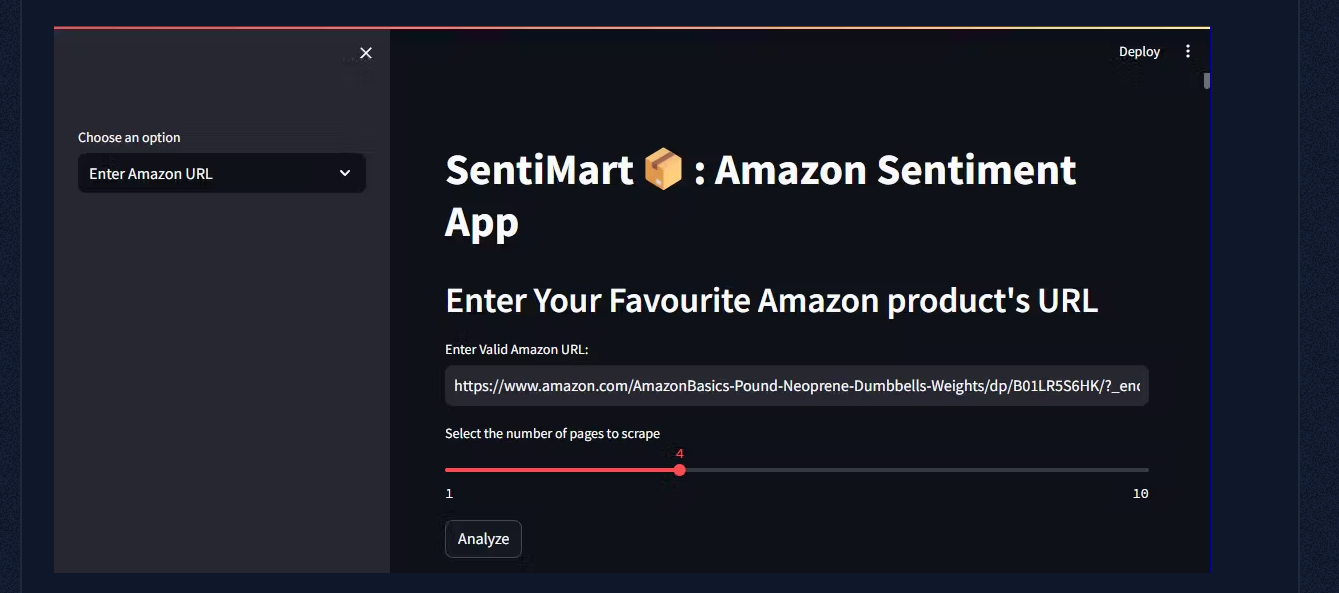 Deploy
Choose an option
Enter Amazon URL
SentiMart 📦 : Amazon Sentiment
App
Enter Your Favourite Amazon product's URL
Enter Valid Amazon URL:
https://www.amazon.com/AmazonBasics-Pound-Neoprene-Dumbbells-Weights/dp/B01LR5S6HK/?_enc
Select the number of pages to scrape
4
1 10
Analyze